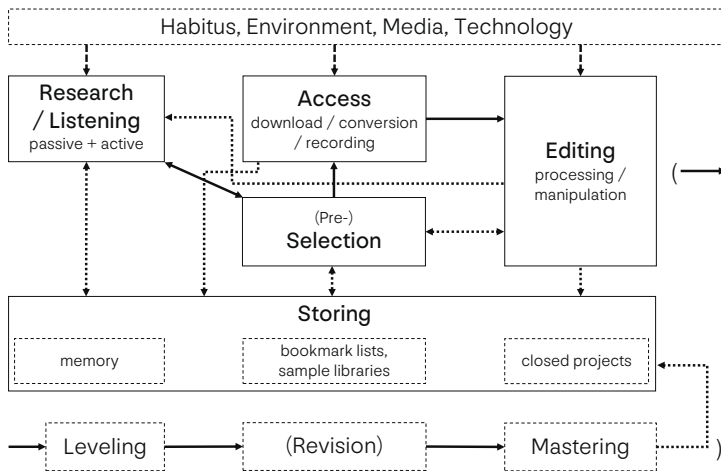 Habitus, Environment, Media, Technology
Research
/ Listening
passive + active
Access
download / conversion
/ recording
Editing
processing /
manipulation
(
(Pre-)
Selection
Storing
memory
bookmark lists,
sample libraries
closed projects
Leveling
(Revision)
Mastering
)